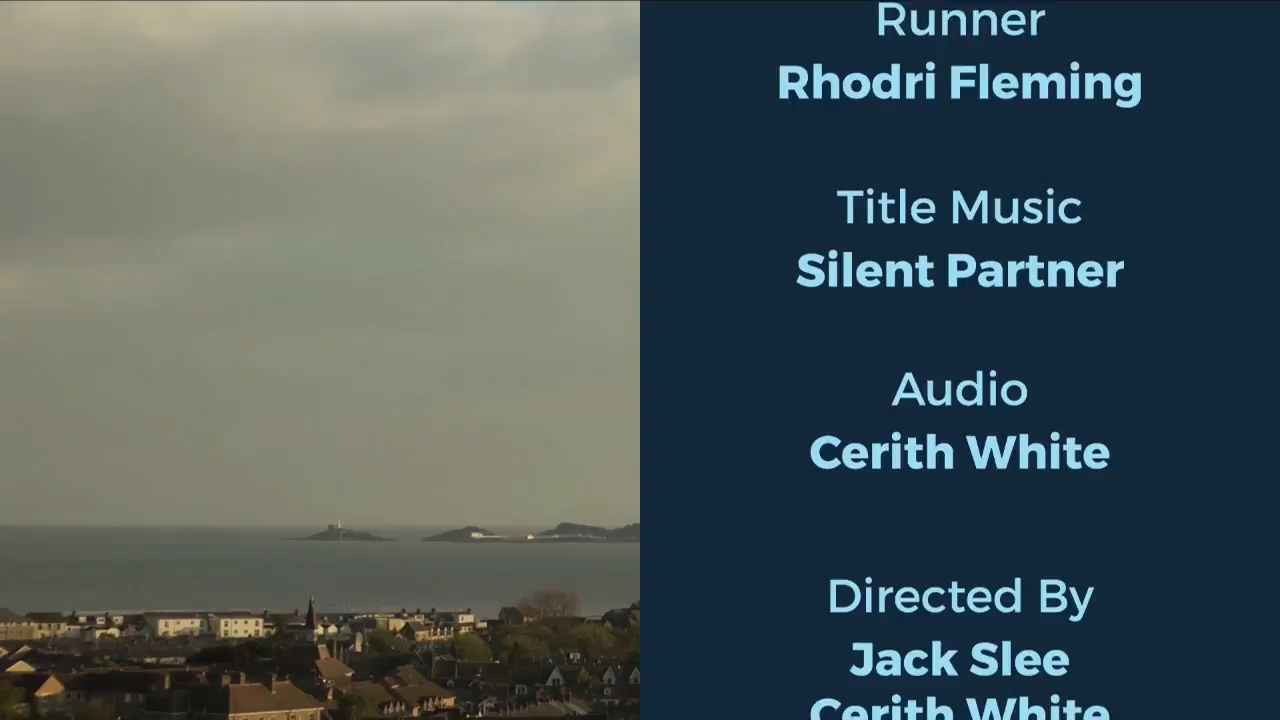 Runner
Rhodri Fleming
Title Music
Silent Partner
Audio
Cerith White
Directed By
Jack Slee
Cerith White